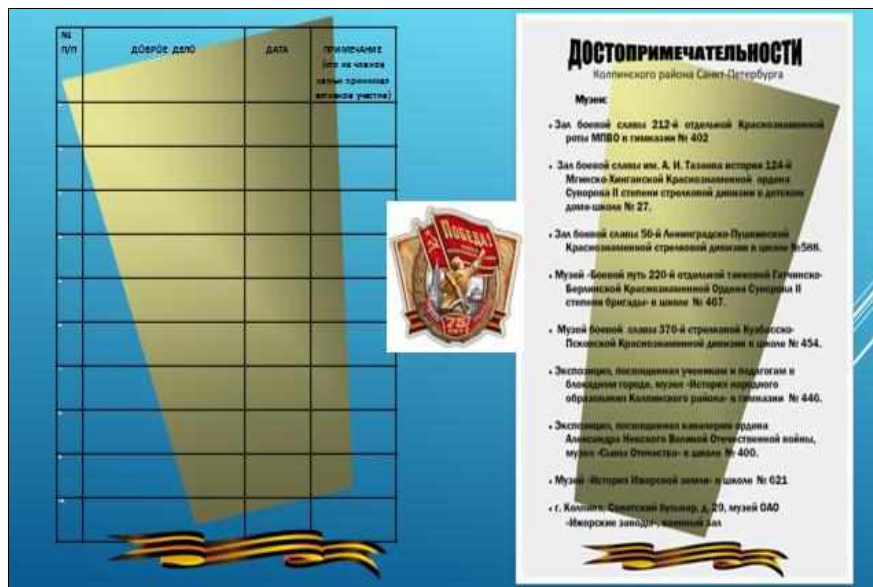 №
П/П
ДОБРОЕ ДЕЛО
ДАТА
ПРИМЕЧАНИЕ
(кто из членов
семьи принимал
активное участие)
ПОБЕДА!
75
ЛЕТ
ДОСТОПРИМЕЧАТЕЛЬНОСТИ
Колпинского района Санкт-Петербурга
Музеи:
• Зал боевой славы 212-й отдельной Краснознаменной
роты МПВО в гимназии № 402
• Зал боевой славы им. А. И. Тазаева история 124-й
Мгинско-Хинганской Краснознаменной ордена
Суворова II степени стрелковой дивизии в детском
доме-школе № 27.
• Зал боевой славы 56-й Ленинградско-Пушкинской
Краснознаменной стрелковой дивизии в школе №588.
• Музей «Боевой путь 220-й отдельной танковой Гатчинско-
Берлинской Краснознаменной Ордена Суворова II
степени бригады» в школе № 467.
• Музей боевой славы 376-й стрелковой Кузбасско-
Псковской Краснознаменной дивизии в школе № 454.
• Экспозиция, посвященная ученикам и педагогам в
блокадном городе, музея «История народного
образования Колпинского района» в гимназии № 446.
• Экспозиция, посвященная кавалерам ордена
Александра Невского Великой Отечественной войны,
музея «Сыны Отечества» в школе № 400.
• Музей «История Ижорской земли» в школе № 621
• г. Колпино, Советский бульвар, д. 29, музей ОАО
«Ижорские заводы», военный зал